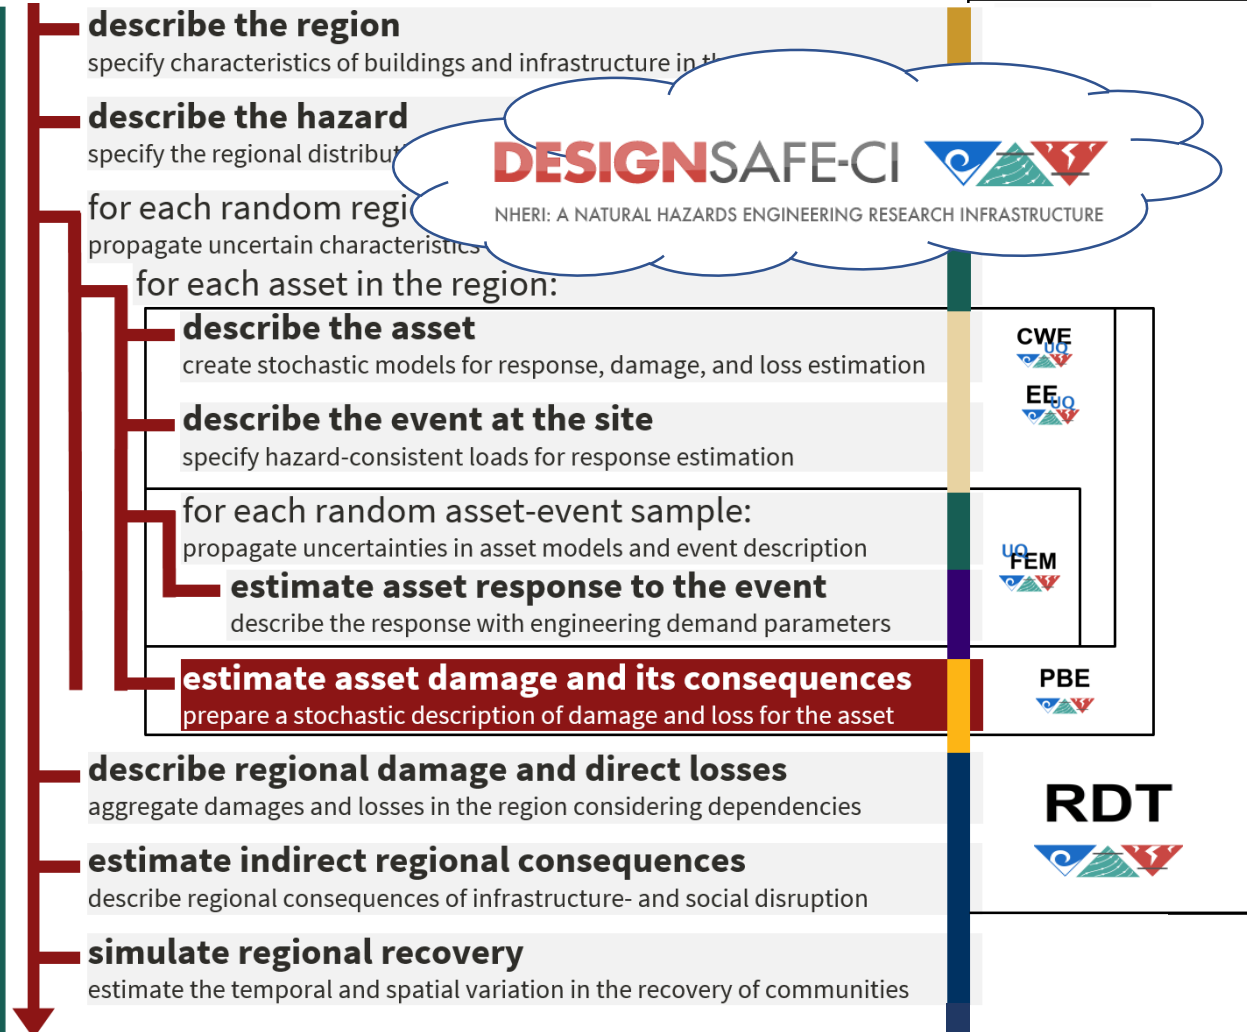 describe the region
specify characteristics of buildings and infrastructure in
describe the hazard
specify the regional
DESIGNSAFE-CI
NHERI: A NATURAL HAZARDS ENGINEERING RESEARCH INFRASTRUCTURE
for each random
propagate uncertain characteristics
for each asset in the region:
describe the asset
create stochastic models for response, damage, and loss estimation
CWE
UQ
EE
UQ
describe the event at the site
specify hazard-consistent loads for response estimation
for each random asset-event sample:
propagate uncertainties in asset models and event description
UQ
FEM
estimate asset response to the event
describe the response with engineering demand parameters
estimate asset damage and its consequences
prepare a stochastic description of damage and loss for the asset
PBE
describe regional damage and direct losses
aggregate damages and losses in the region considering dependencies
RDT
estimate indirect regional consequences
describe regional consequences of infrastructure- and social disruption
simulate regional recovery
estimate the temporal and spatial variation in the recovery of communities